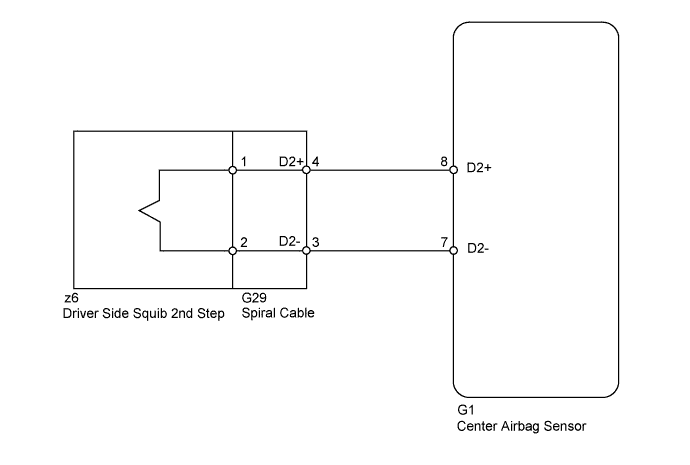 1 D2+ 4 8 D2+
2 D2- 3 7 D2-
z6
Driver Side Squib 2nd Step
G29
Spiral Cable
G1
Center Airbag Sensor